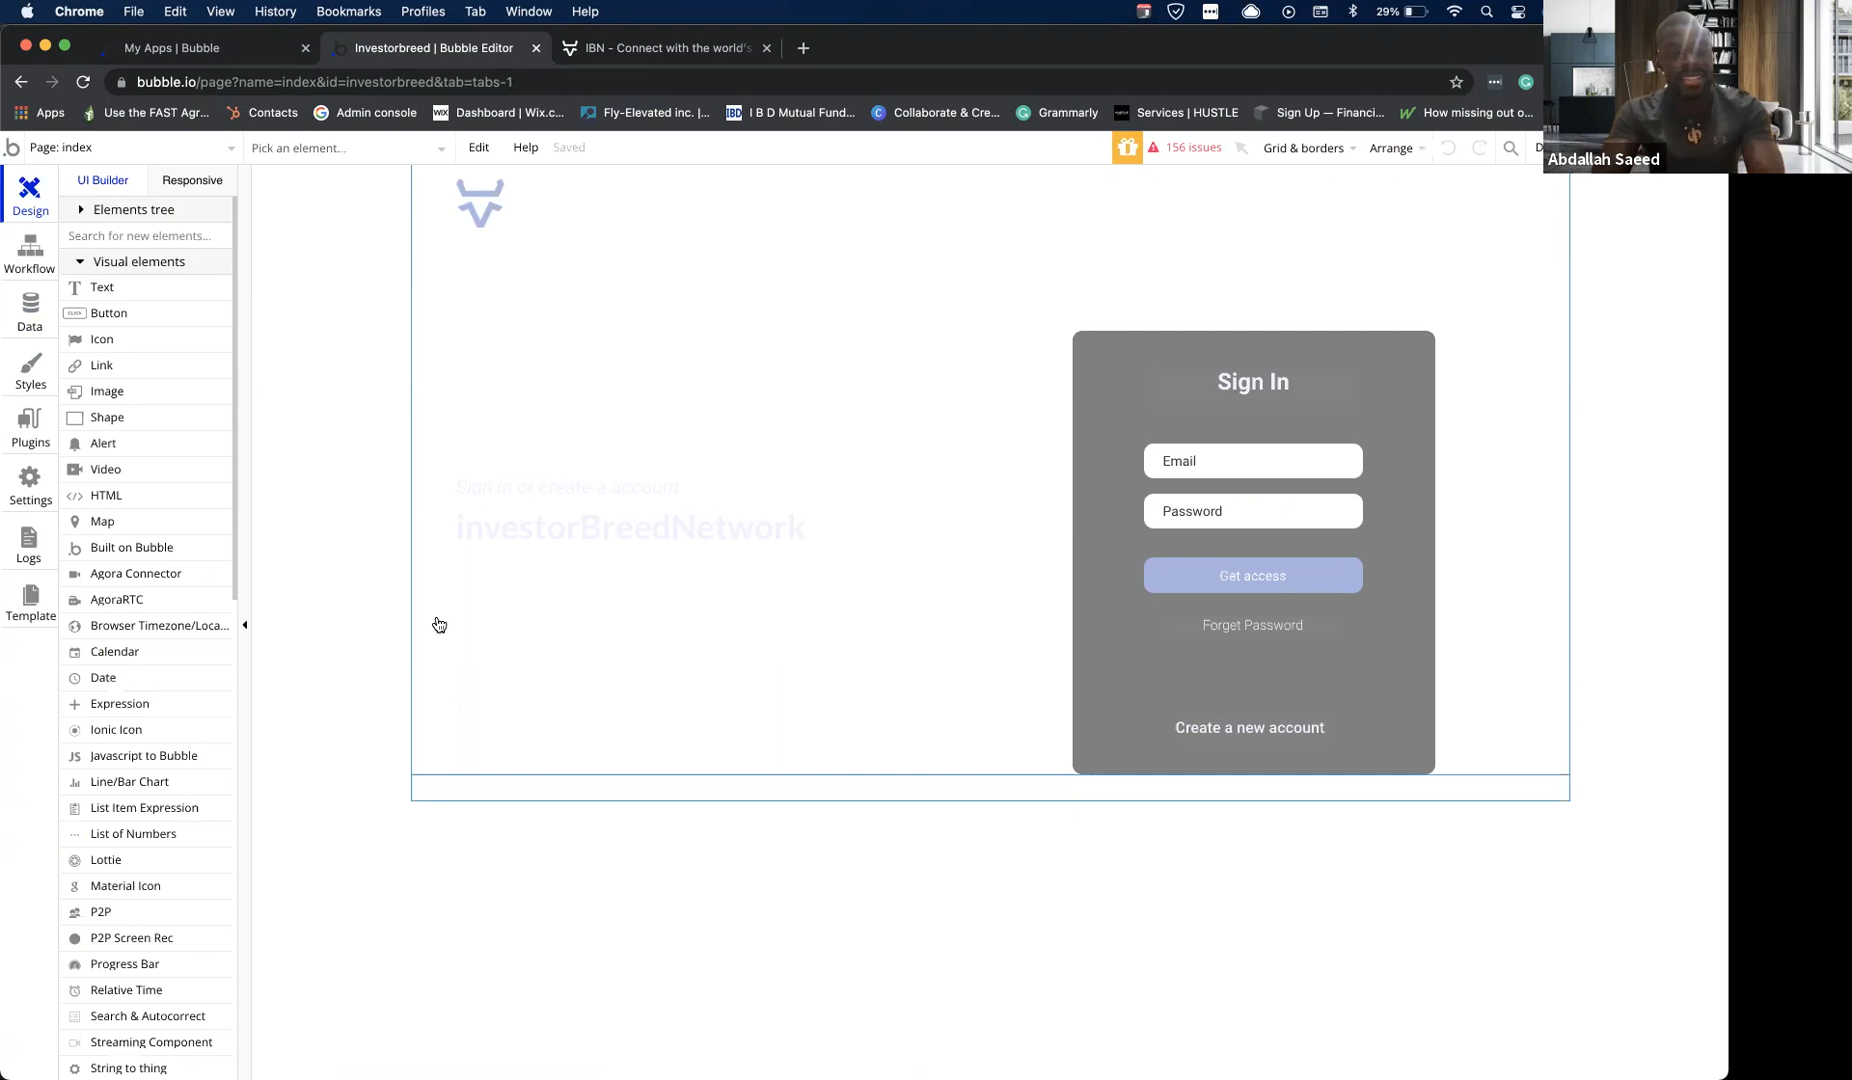 Chrome File Edit View History Bookmarks Profiles Tab Window Help 29%
My Apps | Bubble
Investorbreed | Bubble Editor
IBN - Connect with the world's
bubble.io/page?name=index&id=investorbreed&tab=tabs-1
Apps Use the FAST Agr... Contacts Admin console Dashboard | Wix.c... Fly-Elevated inc. |... I B D Mutual Fund... Collaborate & Cre... Grammarly Services | HUSTLE Sign Up — Financi... How missing out o...
Page: index Pick an element... Edit Help Saved 156 issues Grid & borders Arrange
Abdallah Saeed
Design
Workflow
Data
Styles
Plugins
Settings
Logs
Template
UI Builder Responsive
Elements tree
Search for new elements...
Visual elements
Text
CLICK Button
Icon
Link
Image
Shape
Alert
Video
</> HTML
Map
Built on Bubble
Agora Connector
AgoraRTC
Browser Timezone/Loca...
Calendar
Date
Expression
Ionic Icon
JS Javascript to Bubble
Line/Bar Chart
List Item Expression
List of Numbers
Lottie
Material Icon
P2P
P2P Screen Rec
Progress Bar
Relative Time
Search & Autocorrect
Streaming Component
String to thing
Sign in or create a account
investorBreedNetwork
Sign In
Email
Password
Get access
Forget Password
Create a new account